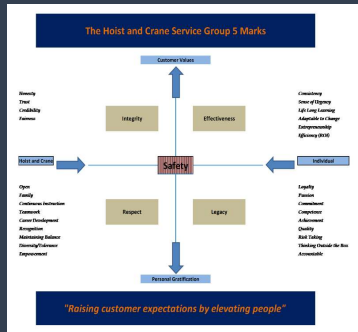 The Hoist and Crane Service Group 5 Marks
Customer Values
Honesty
Trust
Credibility
Fairness
Integrity
Effectiveness
Consistency
Sense of Urgency
Life Long Learning
Adaptable to Change
Entrepreneurship
Efficiency (ROI)
Hoist and Crane
Safety
Individual
Open
Family
Continuous Instruction
Teamwork
Career Development
Recognition
Maintaining Balance
Diversity/Tolerance
Empowerment
Respect
Legacy
Loyalty
Passion
Commitment
Competence
Achievement
Quality
Risk Taking
Thinking Outside the Box
Accountable
Personal Gratification
"Raising customer expectations by elevating people"